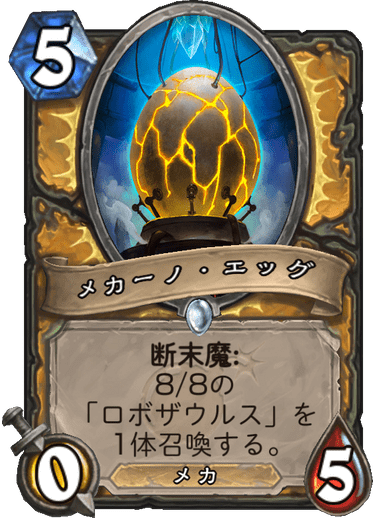 5
メカーノ・エッグ
断末魔:
8/8の
「ロボザウルス」を
1体召喚する。
メカ
0
5